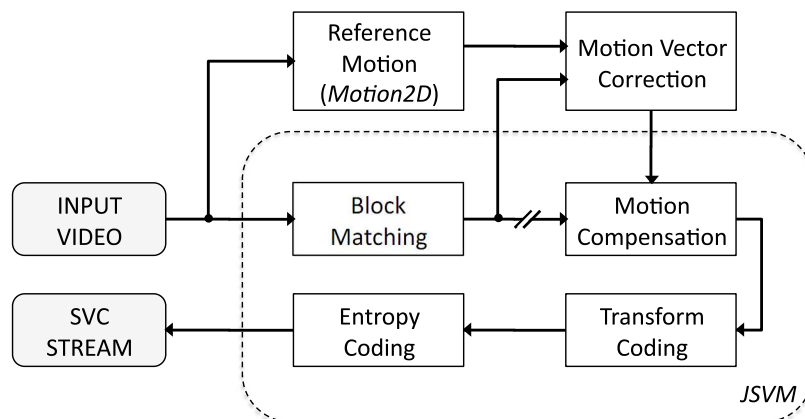 Reference
Motion
(Motion2D)
Motion Vector
Correction
INPUT
VIDEO
Block
Matching
Motion
Compensation
SVC
STREAM
Entropy
Coding
Transform
Coding
JSVM